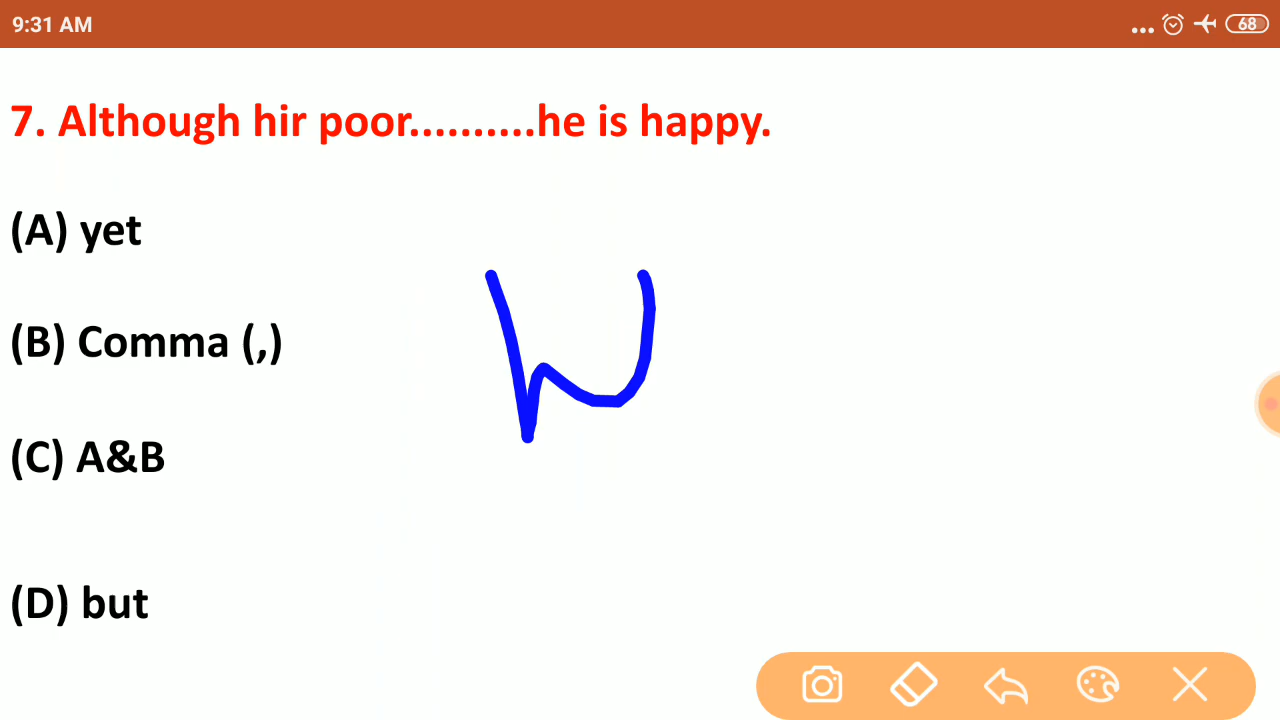 9:31 AM
68
7. Although hir poor..........he is happy.
(A) yet
(B) Comma (,)
(C) A&B
(D) but